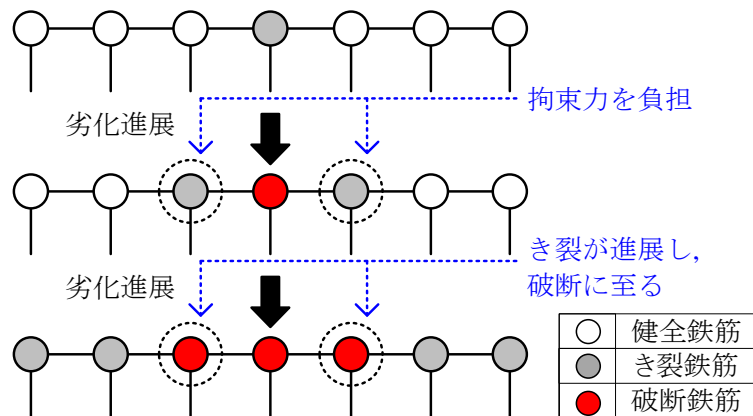 拘束力を負担
劣化進展
き裂が進展し,
破断に至る
劣化進展
健全鉄筋
き裂鉄筋
破断鉄筋